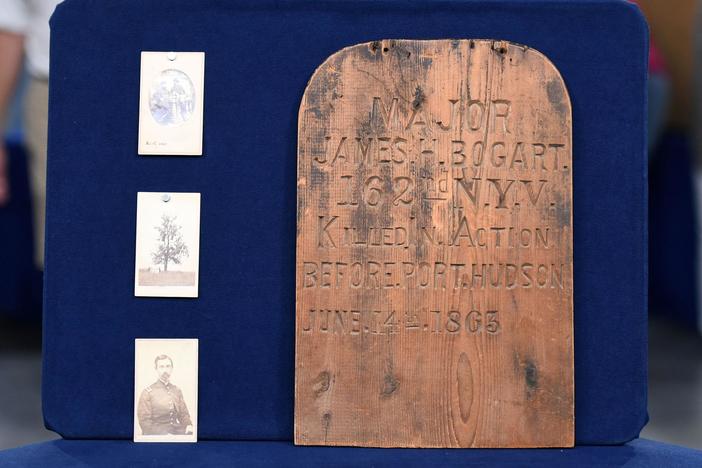 MAJOR
JAMES.H.BOGART.
162nd N.Y.V.
KILLED.IN.ACTION
BEFORE.PORT.HUDSON
JUNE.14TH.1863